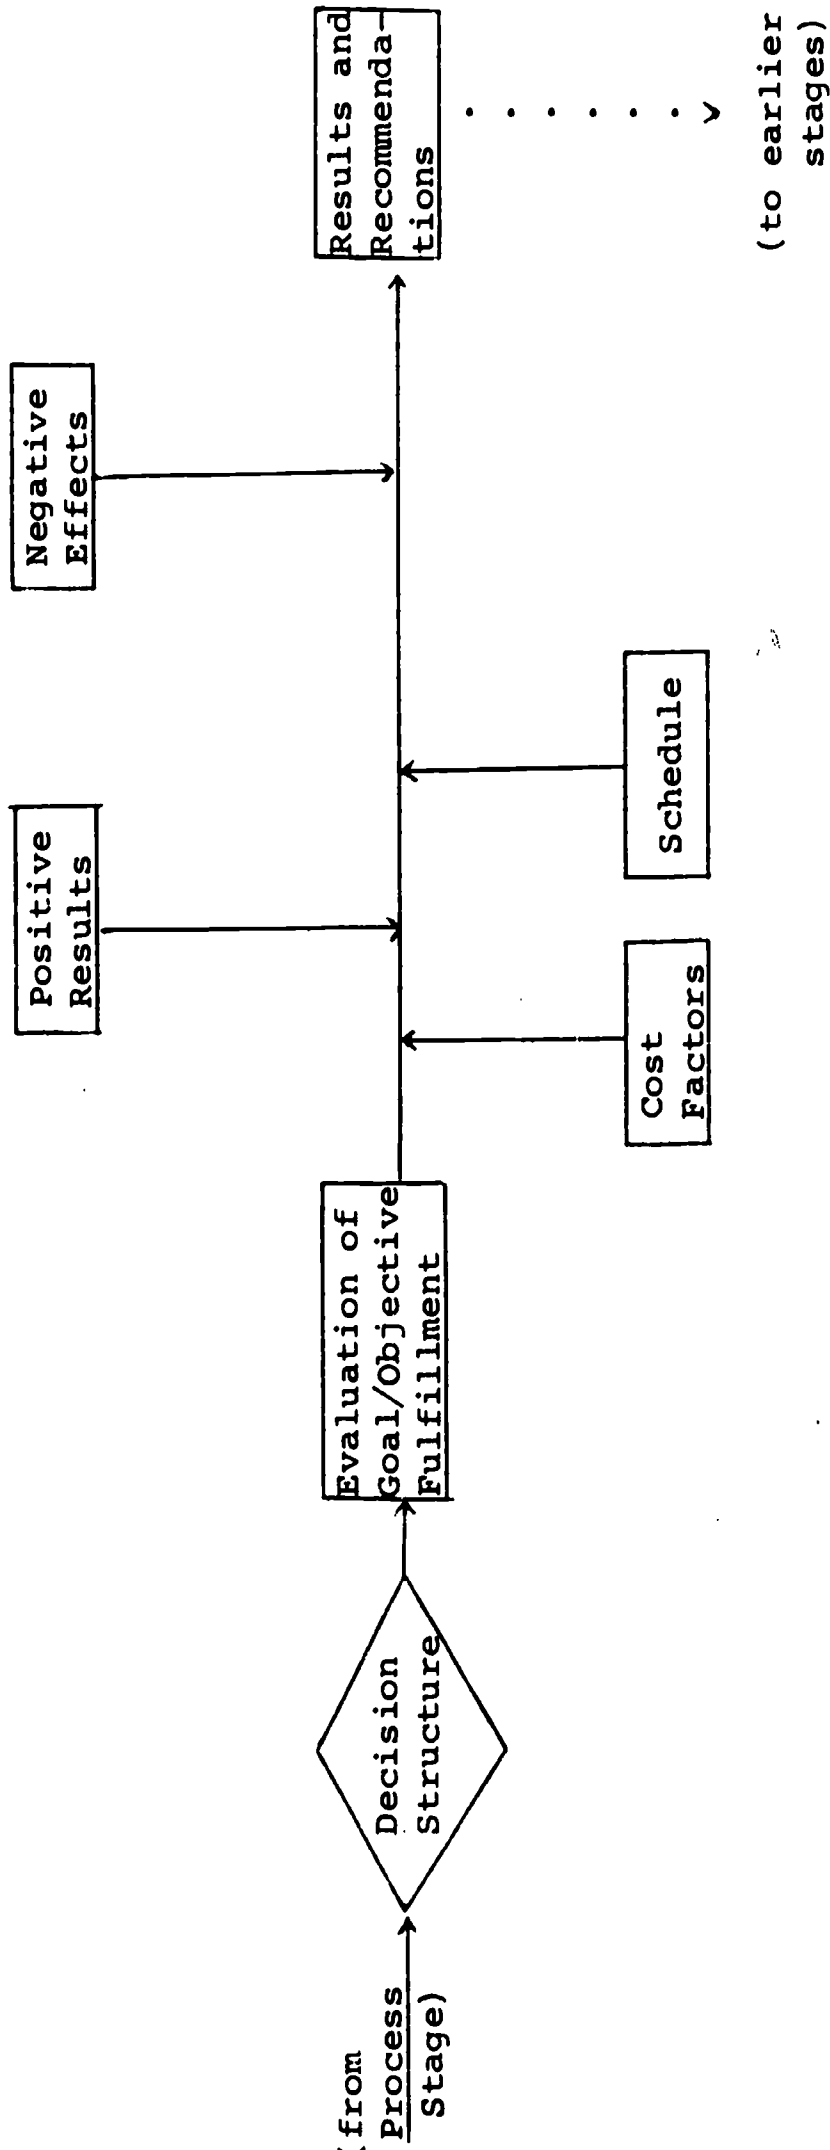 (from
Process
Stage)
Decision
Structure
Evaluation of
Goal/Objective
Fulfillment
Positive
Results
Negative
Effects
Cost
Factors
Schedule
Results and
Recommenda-
tions
(to earlier
stages)